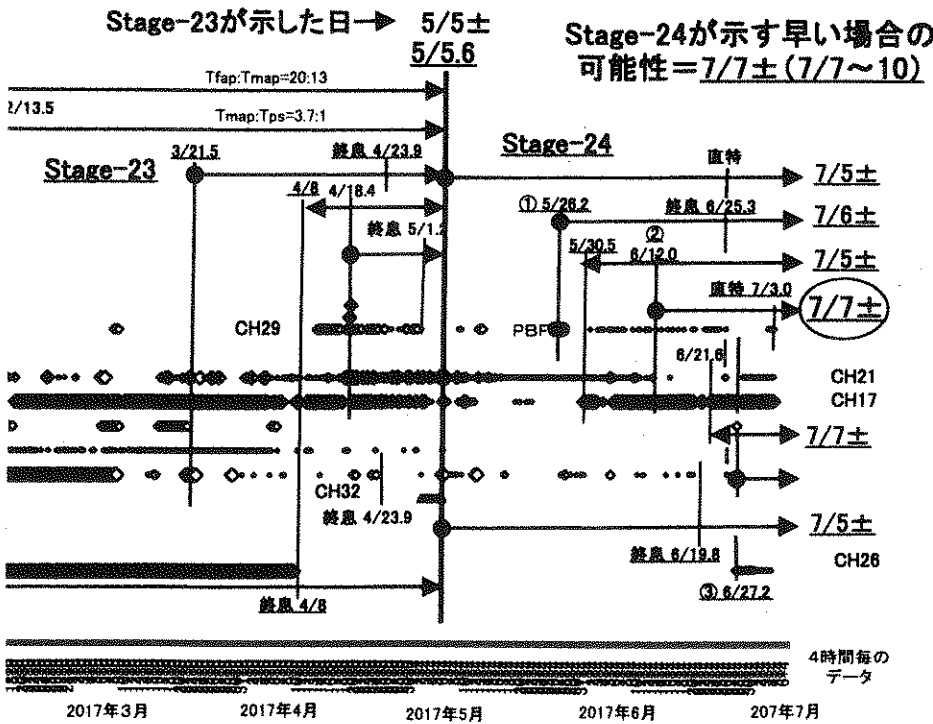 Stage-23が示した日→ 5/5±
5/5.6
Stage-24が示す早い場合の
可能性＝7/7±(7/7～10)
Tfap:Tmap=20:13
2/13.5
Tmap:Tps=3.7:1
Stage-24
Stage-23
3/21.5
終息 4/23.9
直特
7/5±
4/8
4/18.4
① 5/26.2
終息 6/25.3
7/6±
終息 5/1.2
5/30.5
②
6/12.0
7/5±
直特 7/3.0
7/7±
CH29
PBF
6/21.6
CH21
CH17
7/7±
CH32
終息 4/23.9
7/5±
終息 6/19.8
CH26
終息 4/8
③ 6/27.2
4時間毎の
データ
2017年3月
2017年4月
2017年5月
2017年6月
207年7月